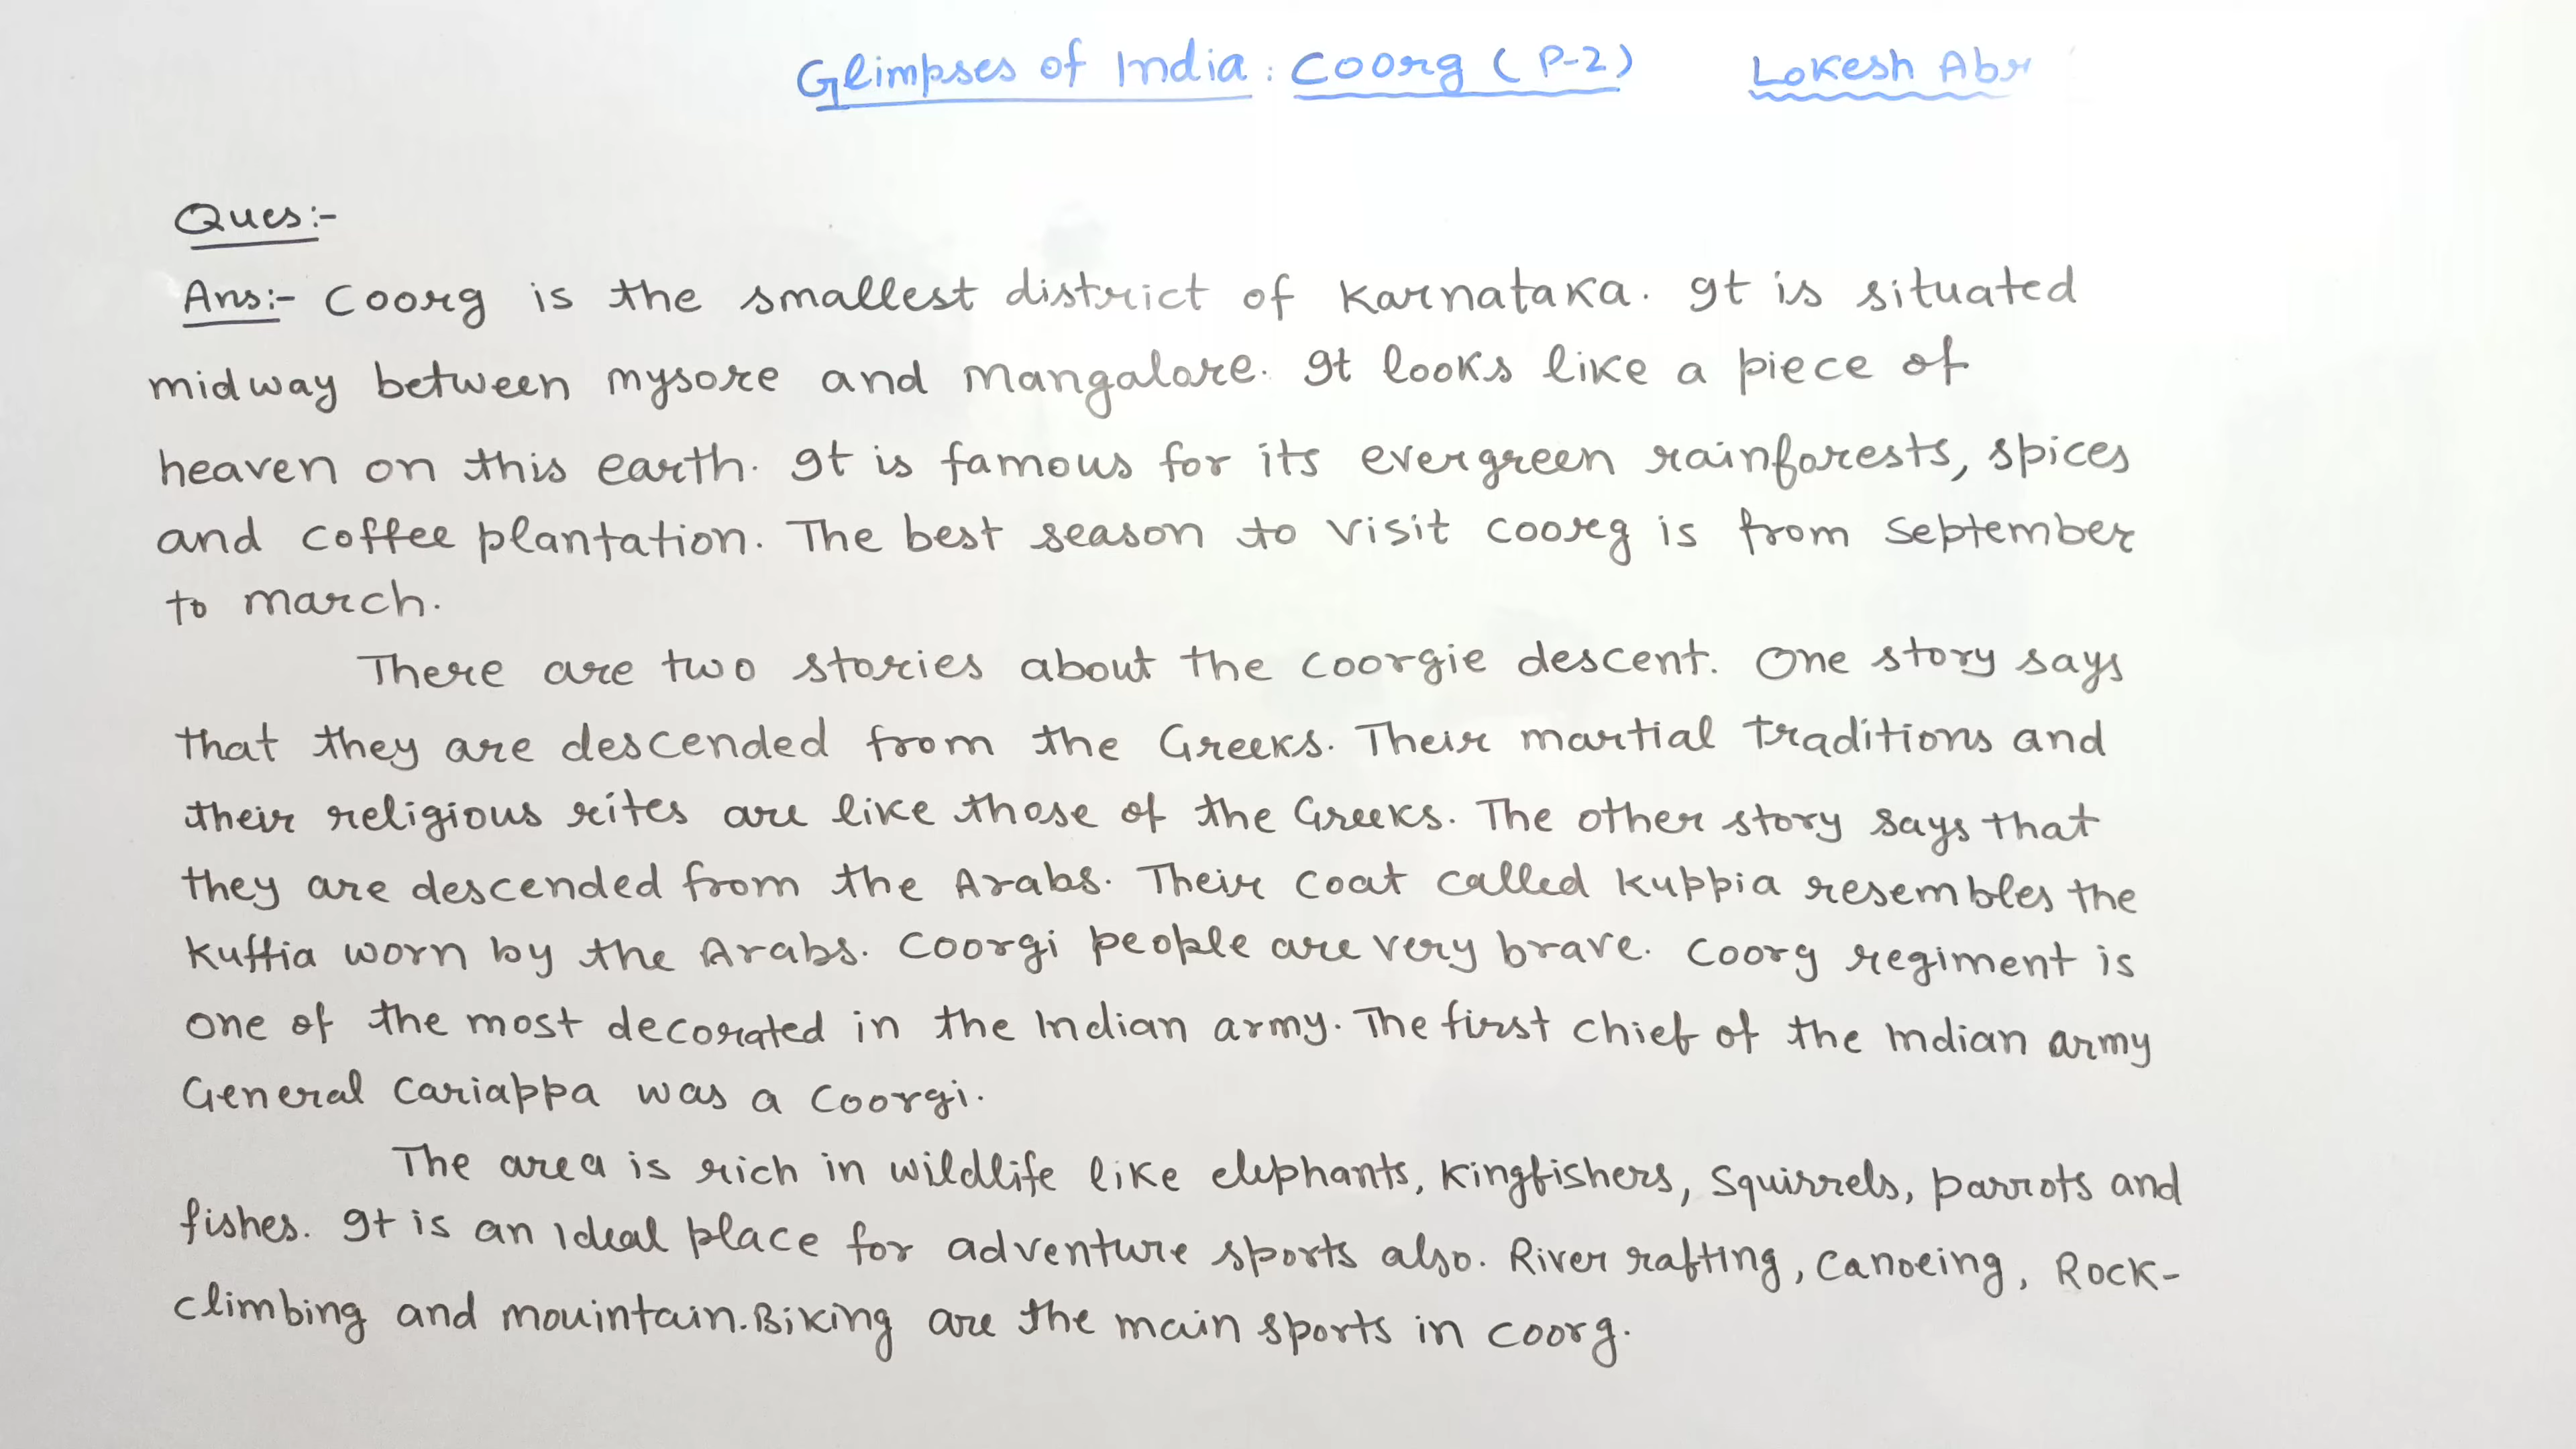 Glimpses of India : Coorg ( P-2 ) Lokesh Abr
Ques:-
Ans:- Coorg is the smallest district of Karnataka. It is situated
midway between mysore and Mangalore. It looks like a piece of
heaven on this earth. It is famous for its evergreen rainforests, spices
and coffee plantation. The best season to visit coorg is from september
to march.
There are two stories about the coorgie descent. One story says
that they are descended from the Greeks. Their martial traditions and
their religious rites are like those of the Greeks. The other story says that
they are descended from the Arabs. Their coat called kuppia resembles the
kuffia worn by the Arabs. Coorgi people are very brave. Coorg regiment is
one of the most decorated in the Indian army. The first chief of the Indian army
General Cariappa was a coorgi.
The area is rich in wildlife like elephants, kingfishers, squirrels, parrots and
fishes. It is an ideal place for adventure sports also. River rafting, canoeing, Rock-
climbing and mouintain.Biking are the main sports in coorg.